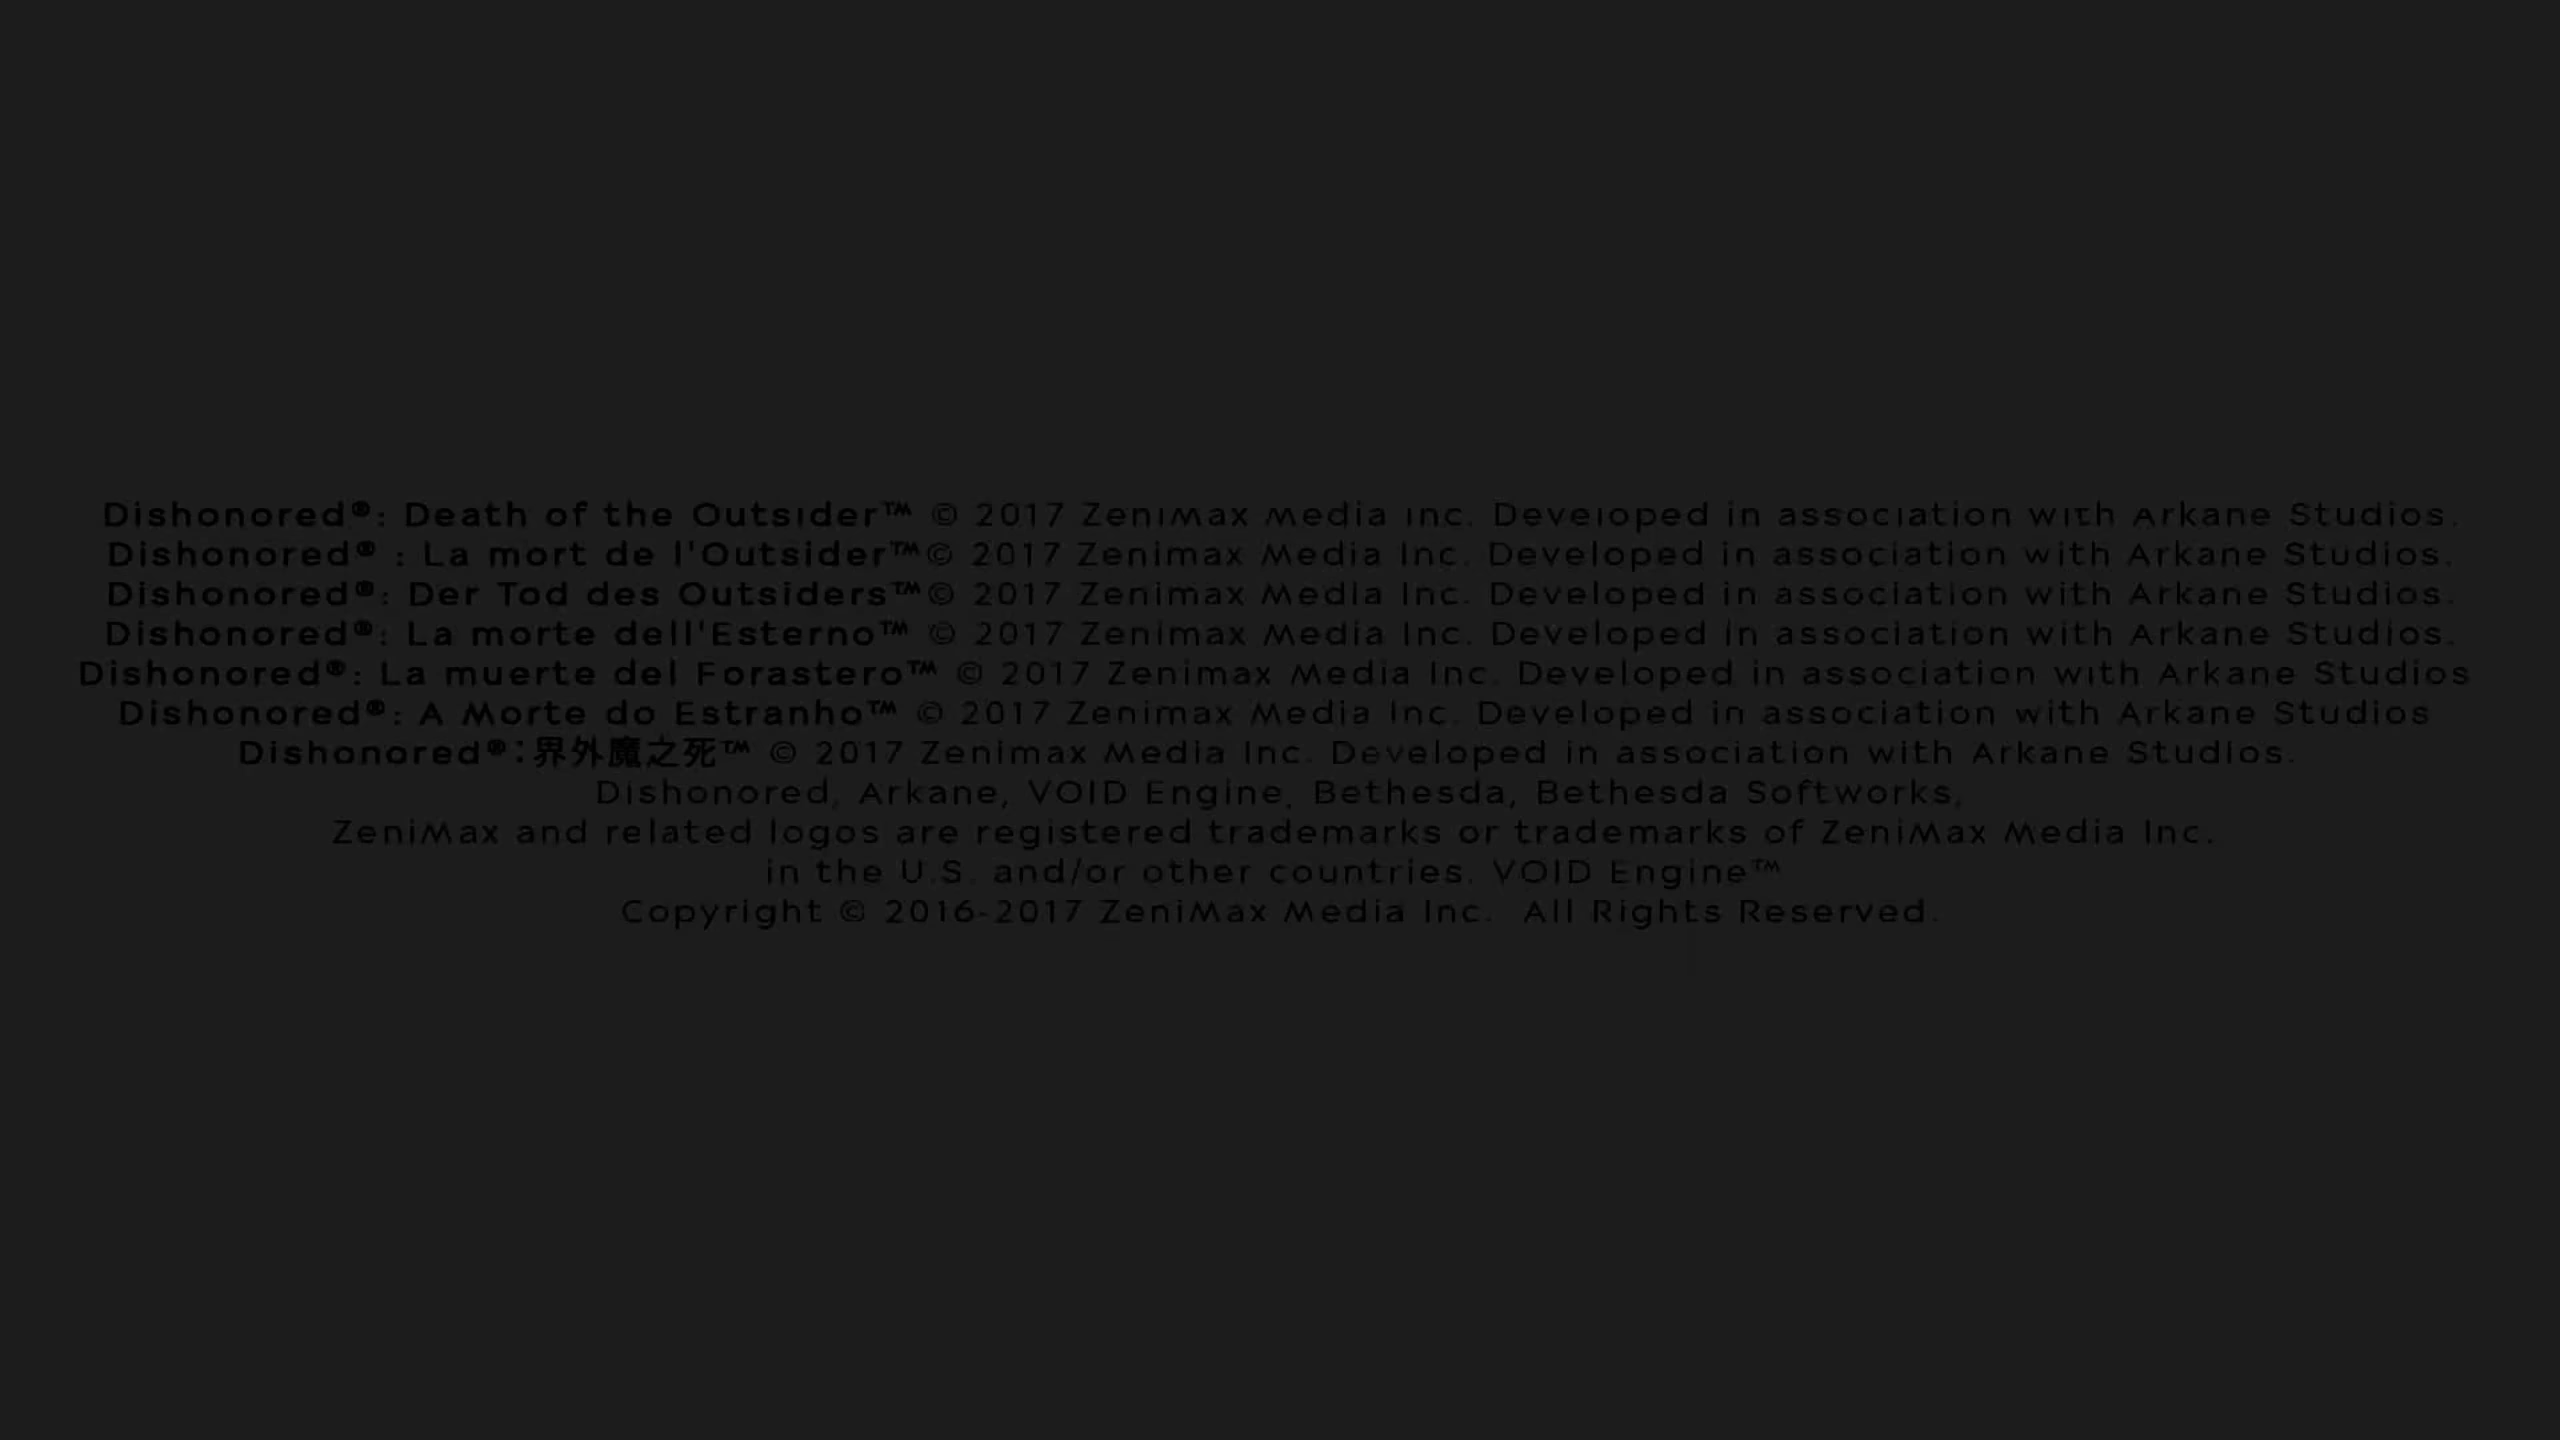 Dishonored®: Death of the Outsider™ © 2017 ZeniMax Media Inc. Developed in association with Arkane Studios.
Dishonored® : La mort de l'Outsider™© 2017 Zenimax Media Inc. Developed in association with Arkane Studios.
Dishonored®: Der Tod des Outsiders™© 2017 Zenimax Media Inc. Developed in association with Arkane Studios.
Dishonored®: La morte dell'Esterno™ © 2017 Zenimax Media Inc. Developed in association with Arkane Studios.
Dishonored®: La muerte del Forastero™ © 2017 Zenimax Media Inc. Developed in association with Arkane Studios
Dishonored®: A Morte do Estranho™ © 2017 Zenimax Media Inc. Developed in association with Arkane Studios
Dishonored®:界外魔之死™ © 2017 Zenimax Media Inc. Developed in association with Arkane Studios.
Dishonored, Arkane, VOID Engine, Bethesda, Bethesda Softworks,
ZeniMax and related logos are registered trademarks or trademarks of ZeniMax Media Inc.
in the U.S. and/or other countries. VOID Engine™
Copyright © 2016-2017 ZeniMax Media Inc.  All Rights Reserved.